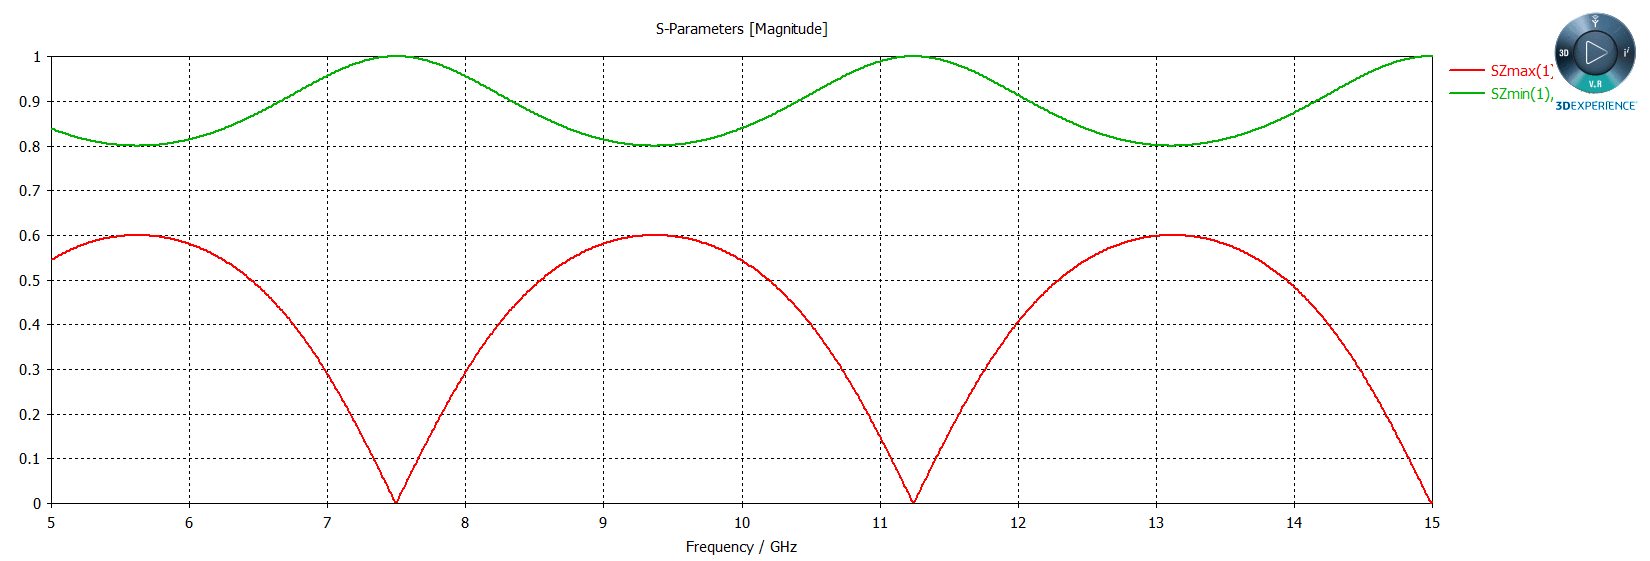 S-Parameters [Magnitude]
1
0.9
0.8
0.7
0.6
0.5
0.4
0.3
0.2
0.1
0
5 6 7 8 9 10 11 12 13 14 15
Frequency / GHz
SZmax(1)
SZmin(1),
3D
i²
V.R
3DEXPERIENCE